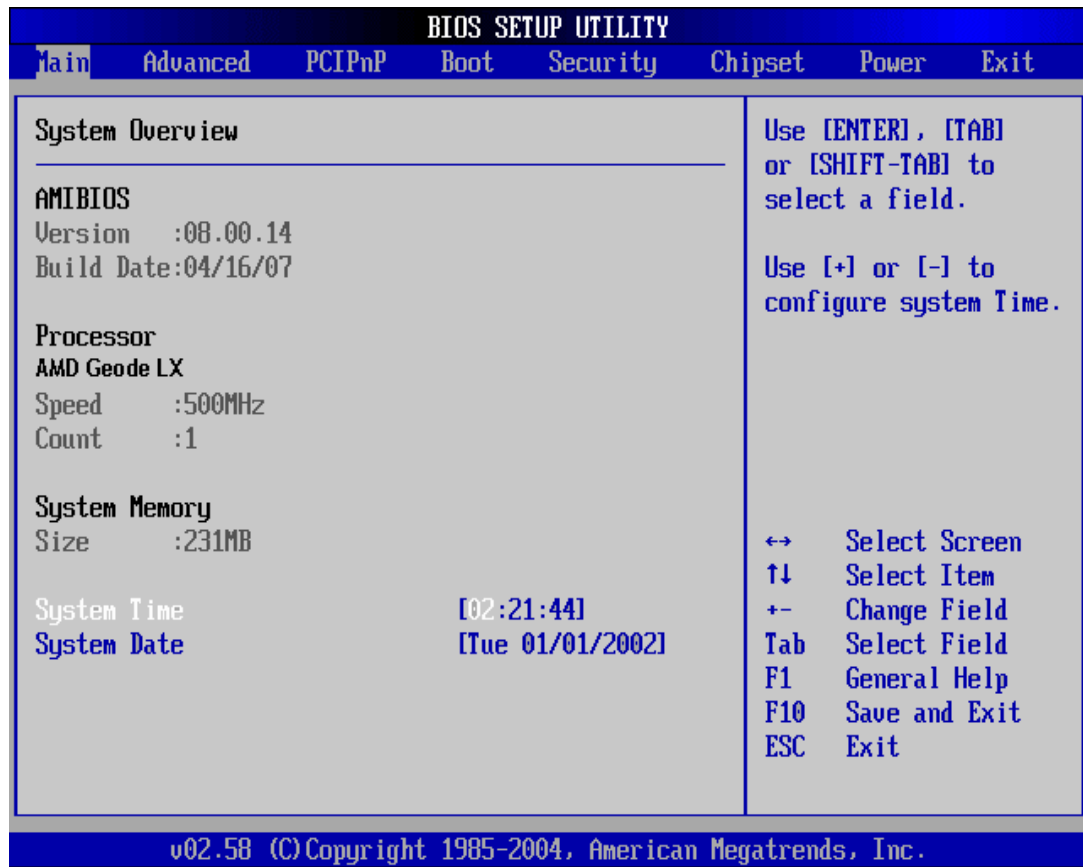 BIOS SETUP UTILITY
Main Advanced PCIPnP Boot Security Chipset Power Exit
System Overview
AMIBIOS
Version :08.00.14
Build Date:04/16/07
Processor
AMD Geode LX
Speed :500MHz
Count :1
System Memory
Size :231MB
System Time [02:21:44]
System Date [Tue 01/01/2002]
Use [ENTER], [TAB]
or [SHIFT-TAB] to
select a field.
Use [+] or [-] to
configure system Time.
←→ Select Screen
↑↓ Select Item
+- Change Field
Tab Select Field
F1 General Help
F10 Save and Exit
ESC Exit
v02.58 (C)Copyright 1985-2004, American Megatrends, Inc.